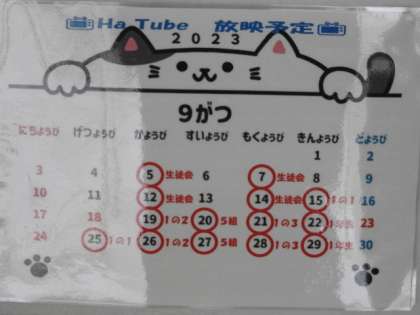 Ha Tube 放映予定
2023
9がつ
にちようび げつようび かようび すいようび もくようび きんようび どようび
1 2
3 4 5 生徒会 6 7 生徒会 8 9
10 11 12 生徒会 13 14 生徒会 15 1の1 16
17 18 19 1の2 20 5組 21 1の3 22 1年生 23
24 25 1の1 26 1の2 27 5組 28 1の3 29 1年生 30